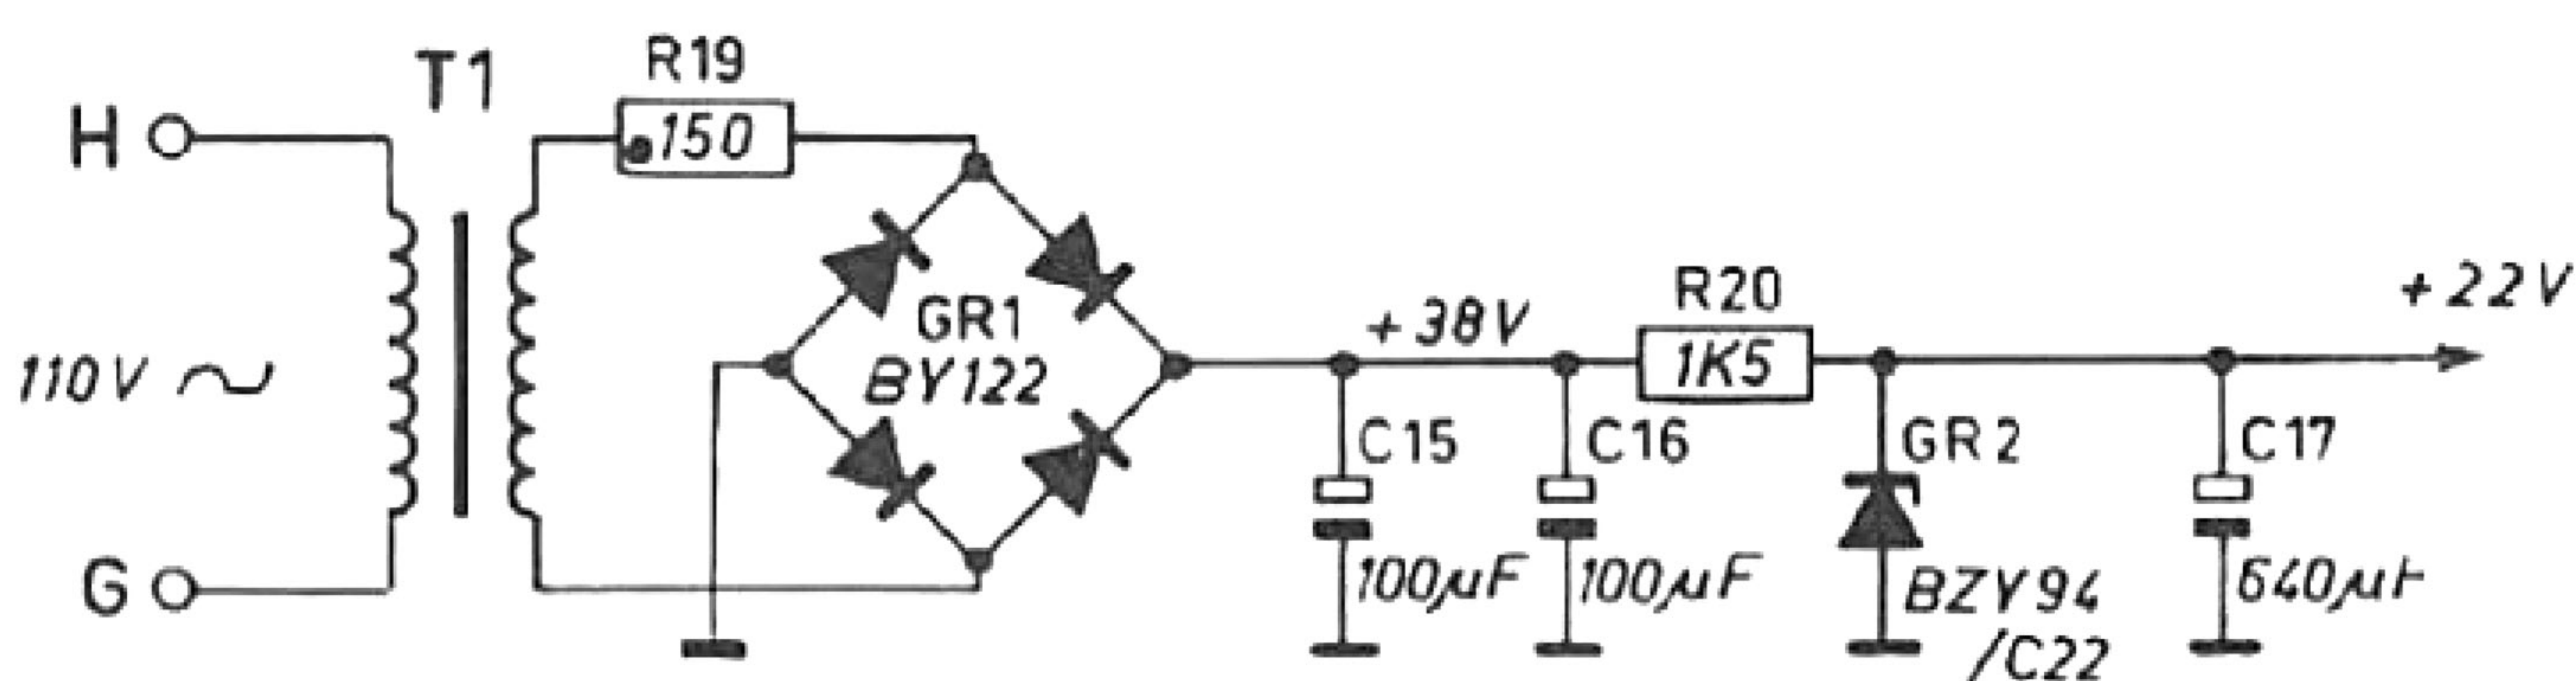 T1
R19
150
H
110V
G
GR1
BY122
+38V
R20
1K5
+22V
C15
100µF
C16
100µF
GR2
BZY94
/C22
C17
640µF